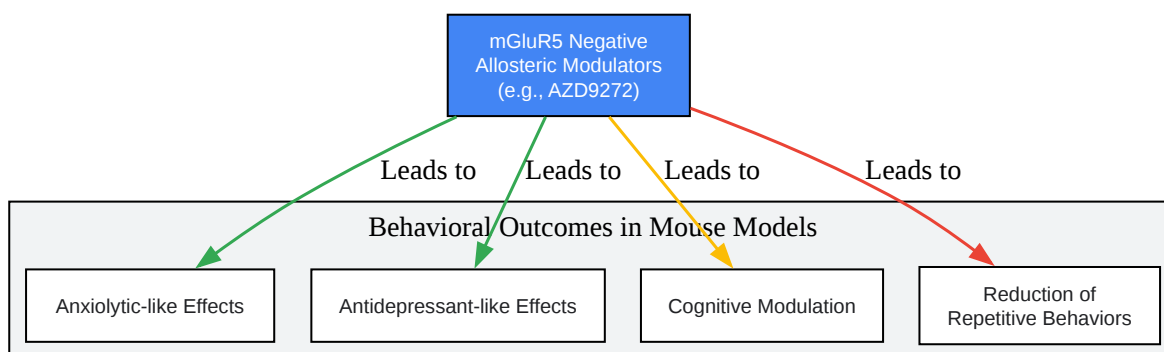 mGluR5 Negative
Allosteric Modulators
(e.g., AZD9272)
Leads to
Leads to
Leads to
Leads to
Behavioral Outcomes in Mouse Models
Anxiolytic-like Effects
Antidepressant-like Effects
Cognitive Modulation
Reduction of
Repetitive Behaviors